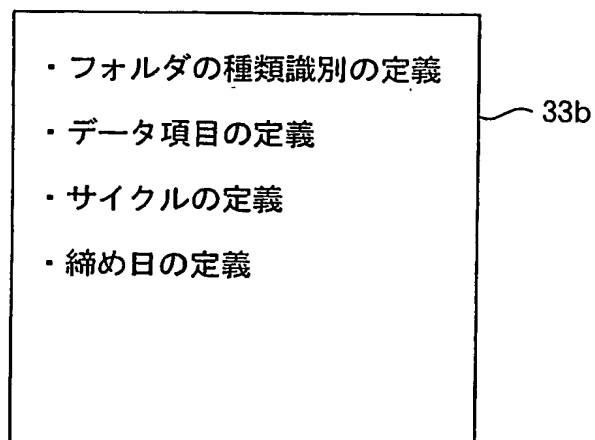 ・フォルダの種類識別の定義
・データ項目の定義
33b
・サイクルの定義
・締め日の定義